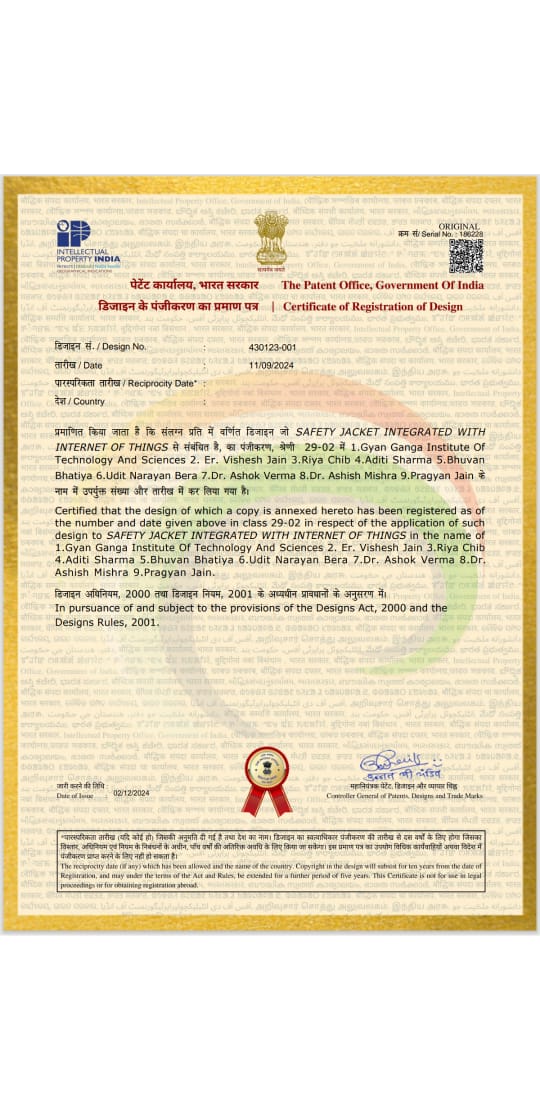 INTELLECTUAL
PROPERTY INDIA
PATENTS | DESIGNS | TRADE MARKS
GEOGRAPHICAL INDICATIONS
सत्यमेव जयते
ORIGINAL
क्रम सं/ Serial No. : 186228
पेटेंट कार्यालय, भारत सरकार The Patent Office, Government Of India
डिजाइन के पंजीकरण का प्रमाण पत्र | Certificate of Registration of Design
डिजाइन सं. / Design No. : 430123-001
तारीख / Date : 11/09/2024
पारस्परिकता तारीख / Reciprocity Date* :
देश / Country :
प्रमाणित किया जाता है कि संलग्न प्रति में वर्णित डिजाइन जो SAFETY JACKET INTEGRATED WITH
INTERNET OF THINGS से संबंधित है, का पंजीकरण, श्रेणी 29-02 में 1.Gyan Ganga Institute Of
Technology And Sciences 2. Er. Vishesh Jain 3.Riya Chib 4.Aditi Sharma 5.Bhuvan
Bhatiya 6.Udit Narayan Bera 7.Dr. Ashok Verma 8.Dr. Ashish Mishra 9.Pragyan Jain के
नाम में उपर्युक्त संख्या और तारीख में कर लिया गया है।
Certified that the design of which a copy is annexed hereto has been registered as of
the number and date given above in class 29-02 in respect of the application of such
design to SAFETY JACKET INTEGRATED WITH INTERNET OF THINGS in the name of
1.Gyan Ganga Institute Of Technology And Sciences 2. Er. Vishesh Jain 3.Riya Chib
4.Aditi Sharma 5.Bhuvan Bhatiya 6.Udit Narayan Bera 7.Dr. Ashok Verma 8.Dr.
Ashish Mishra 9.Pragyan Jain.
डिजाइन अधिनियम, 2000 तथा डिजाइन नियम, 2001 के अध्यधीन प्रावधानों के अनुसरण में।
In pursuance of and subject to the provisions of the Designs Act, 2000 and the
Designs Rules, 2001.
जारी करने की तिथि
Date of Issue : 02/12/2024
महानियंत्रक पेटेंट, डिजाइन और व्यापार चिह्न
Controller General of Patents, Designs and Trade Marks
*पारस्परिकता तारीख (यदि कोई हो) जिसकी अनुमति दी गई है तथा देश का नाम। डिजाइन का स्वत्वाधिकार पंजीकरण की तारीख से दस वर्षों के लिए होगा जिसका
विस्तार, अधिनियम एवं नियम के निबंधनों के अधीन, पाँच वर्षों की अतिरिक्त अवधि के लिए किया जा सकेगा। इस प्रमाण पत्र का उपयोग विधिक कार्यवाहियों अथवा विदेश में
पंजीकरण प्राप्त करने के लिए नहीं हो सकता है।
The reciprocity date (if any) which has been allowed and the name of the country. Copyright in the design will subsist for ten years from the date of
Registration, and may under the terms of the Act and Rules, be extended for a further period of five years. This Certificate is not for use in legal
proceedings or for obtaining registration abroad.